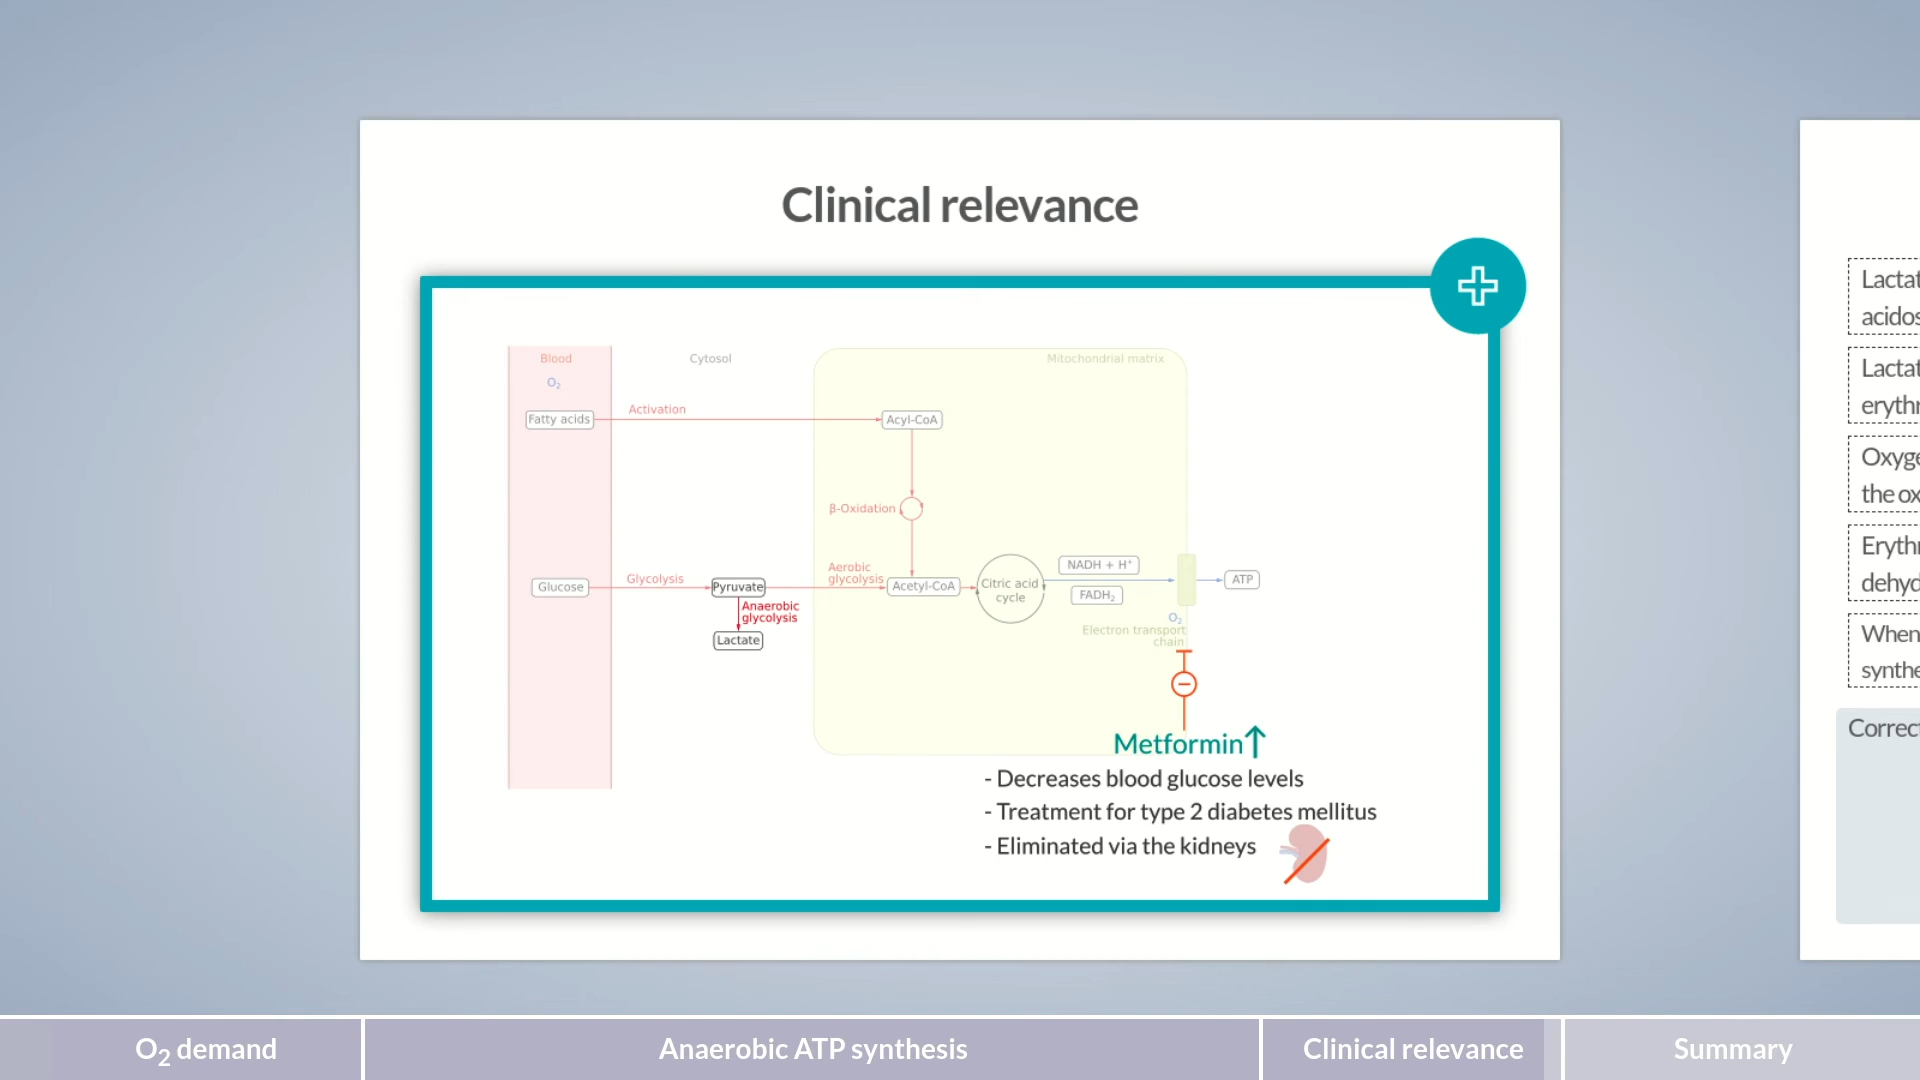 Clinical relevance
Blood
Cytosol
Mitochondrial matrix
O₂
Fatty acids
Activation
Acyl-CoA
β-Oxidation
Glucose
Glycolysis
Pyruvate
Aerobic
glycolysis
Acetyl-CoA
Citric acid
cycle
NADH + H⁺
FADH₂
ATP
Anaerobic
glycolysis
Lactate
O₂
Electron transport
chain
Metformin↑
- Decreases blood glucose levels
- Treatment for type 2 diabetes mellitus
- Eliminated via the kidneys
acidos
erythr
Oxyge
the ox
Eryth
dehyd
When
synthe
Correct
O₂ demand
Anaerobic ATP synthesis
Clinical relevance
Summary